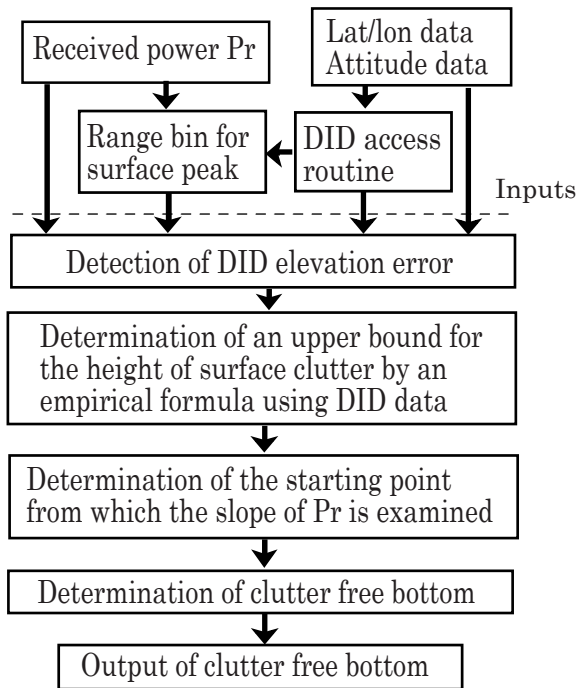 Received power Pr
Lat/lon data
Attitude data
Range bin for
surface peak
DID access
routine
Inputs
Detection of DID elevation error
Determination of an upper bound for
the height of surface clutter by an
empirical formula using DID data
Determination of the starting point
from which the slope of Pr is examined
Determination of clutter free bottom
Output of clutter free bottom